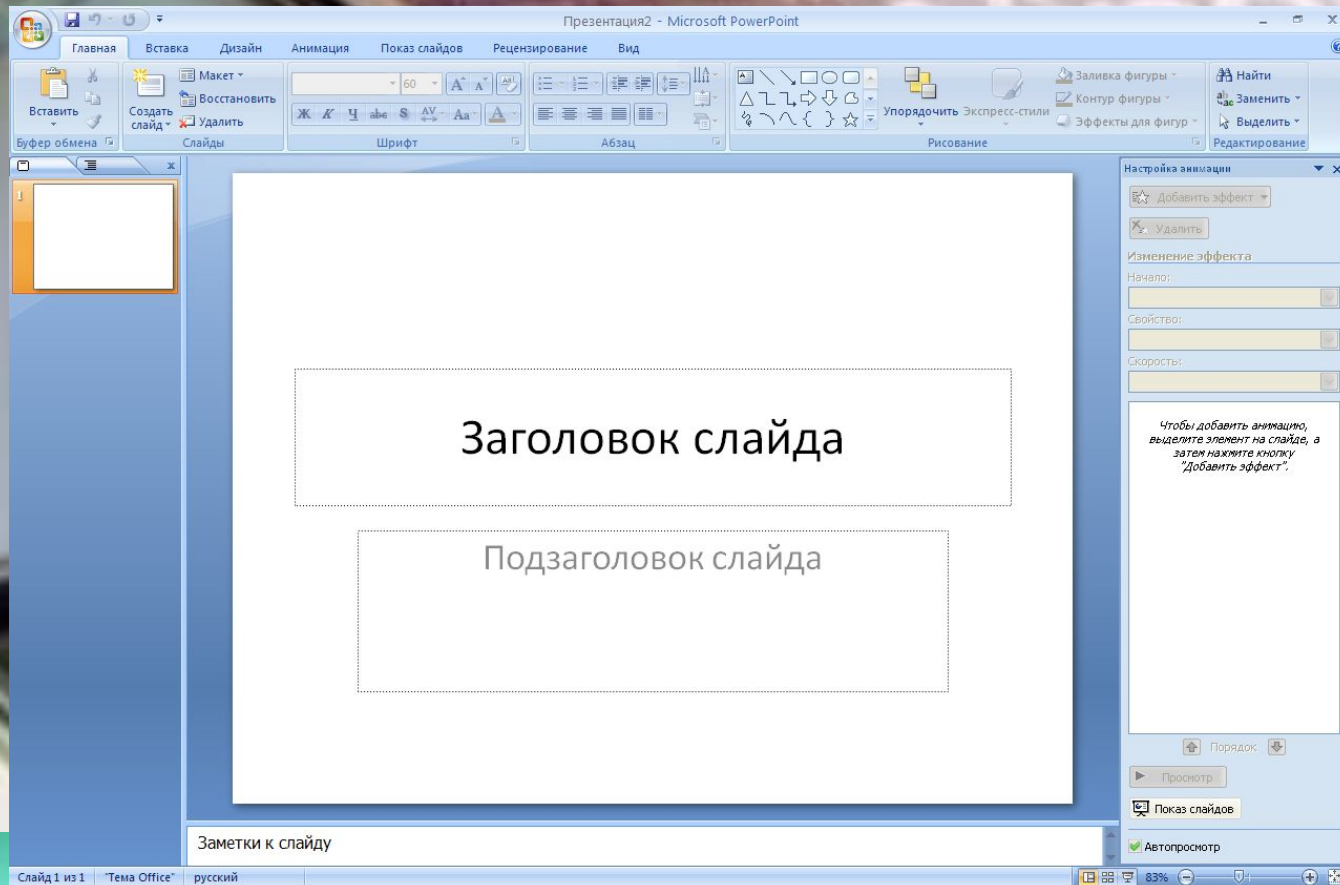 Презентация2 - Microsoft PowerPoint
Главная Вставка Дизайн Анимация Показ слайдов Рецензирование Вид
Вставить
Буфер обмена
Создать слайд
Макет
Восстановить
Удалить
Слайды
60
Ж К Ч abc S AV Aa A
Шрифт
Абзац
Упорядочить Экспресс-стили
Заливка фигуры
Контур фигуры
Эффекты для фигур
Рисование
Найти
Заменить
Выделить
Редактирование
1
Заголовок слайда
Подзаголовок слайда
Заметки к слайду
Настройка анимации
Добавить эффект
Удалить
Изменение эффекта
Начало:
Свойство:
Скорость:
Чтобы добавить анимацию,
выделите элемент на слайде, а
затем нажмите кнопку
"Добавить эффект".
Порядок
Просмотр
Показ слайдов
Автопросмотр
Слайд 1 из 1 "Тема Office" русский 83%